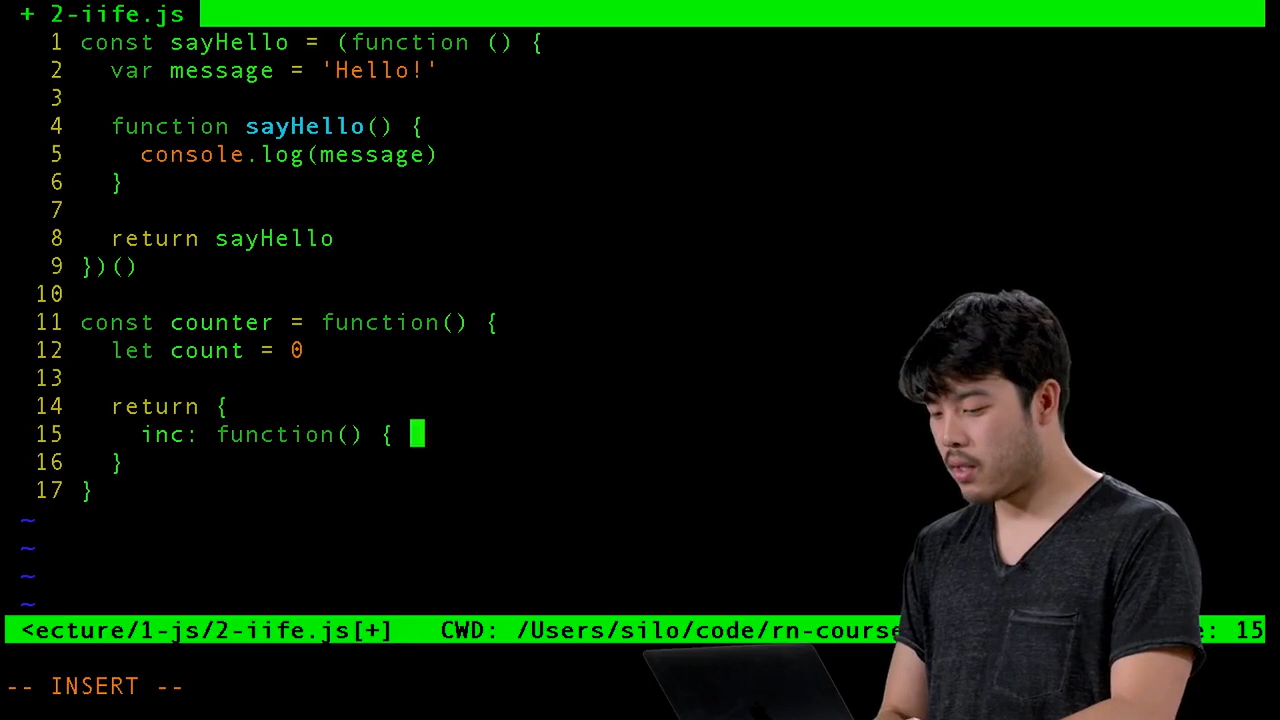 + 2-iife.js
1 const sayHello = (function () {
2   var message = 'Hello!'
3
4   function sayHello() {
5     console.log(message)
6   }
7
8   return sayHello
9 })()
10
11 const counter = function() {
12   let count = 0
13
14   return {
15     inc: function() {
16   }
17 }
~
~
~
~
<ecture/1-js/2-iife.js[+]   CWD: /Users/silo/code/rn-course : 15
-- INSERT --